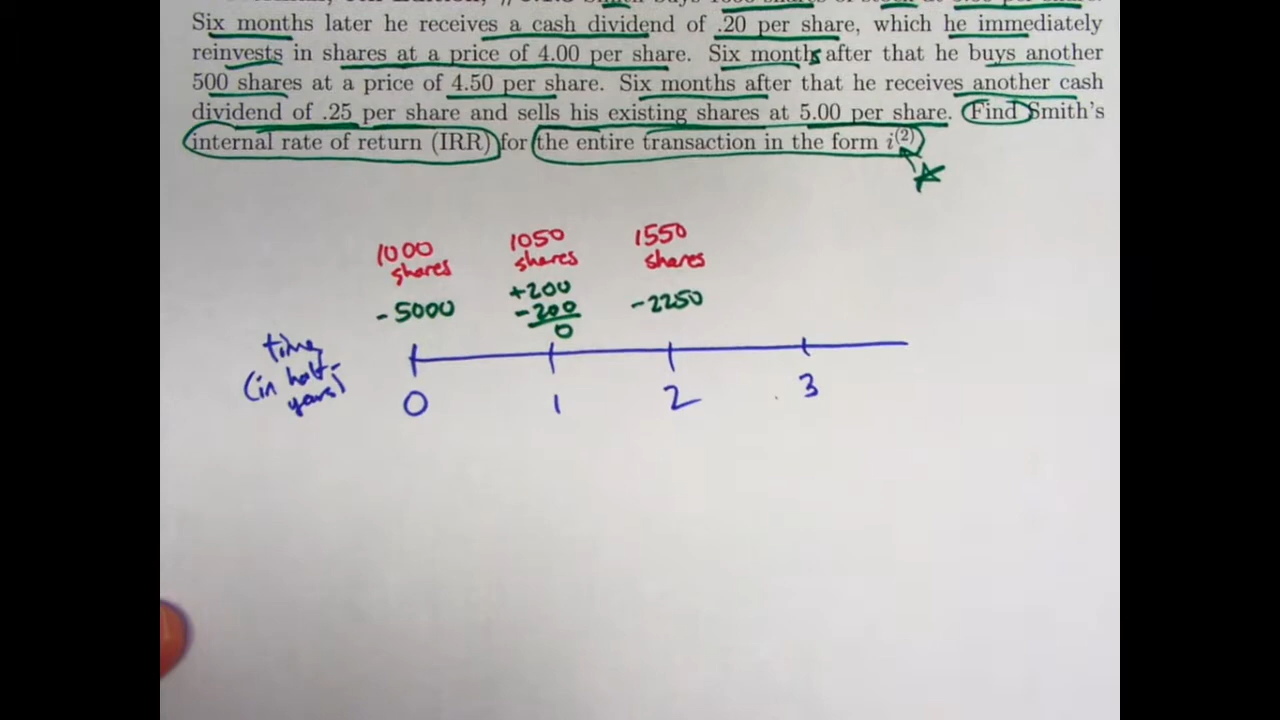 Six months later he receives a cash dividend of .20 per share, which he immediately
reinvests in shares at a price of 4.00 per share. Six months after that he buys another
500 shares at a price of 4.50 per share. Six months after that he receives another cash
dividend of .25 per share and sells his existing shares at 5.00 per share. Find Smith's
internal rate of return (IRR) for the entire transaction in the form i^(2)
1000 shares
1050 shares
1550 shares
-5000
+200
-200
0
-2250
time
(in half-
years)
0 1 2 3